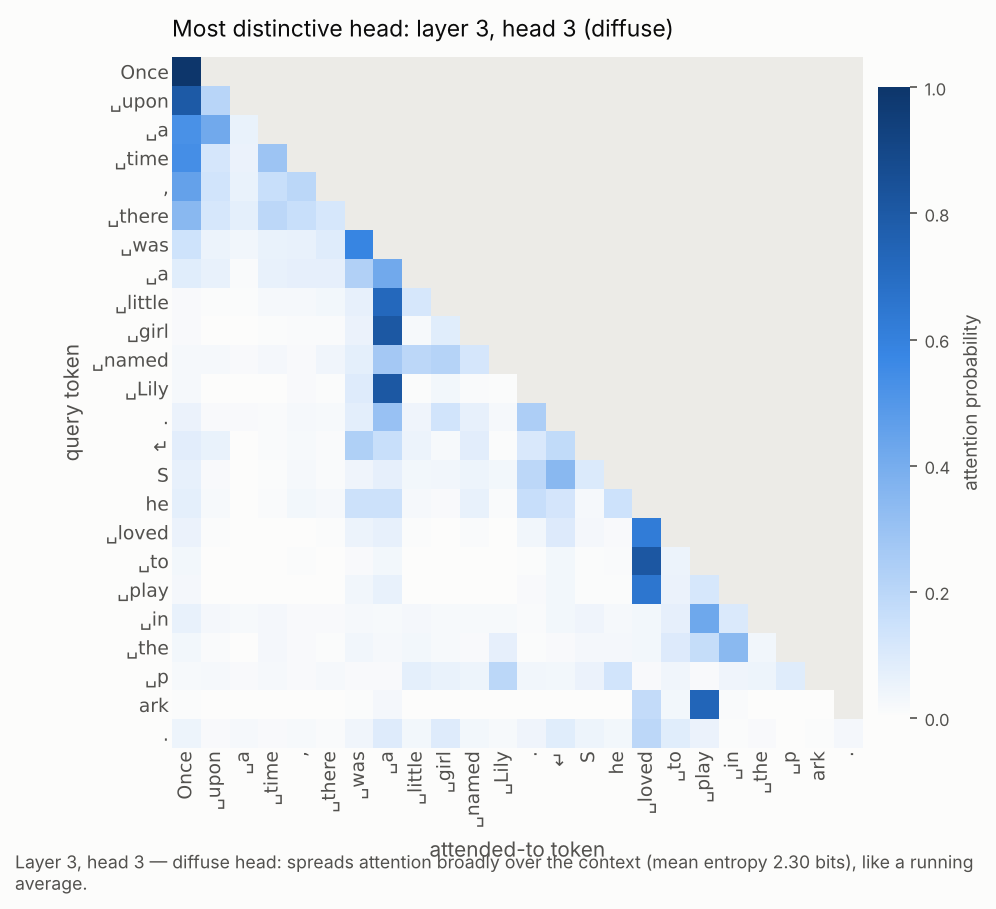 Most distinctive head: layer 3, head 3 (diffuse)
query token
Once
␣upon
␣a
␣time
,
␣there
␣was
␣a
␣little
␣girl
␣named
␣Lily
.
↵
S
he
␣loved
␣to
␣play
␣in
␣the
␣p
ark
.
Once
␣upon
␣a
␣time
,
␣there
␣was
␣a
␣little
␣girl
␣named
␣Lily
.
↵
S
he
␣loved
␣to
␣play
␣in
␣the
␣p
ark
.
attended-to token
1.0
0.8
0.6
0.4
0.2
0.0
attention probability
Layer 3, head 3 — diffuse head: spreads attention broadly over the context (mean entropy 2.30 bits), like a running
average.